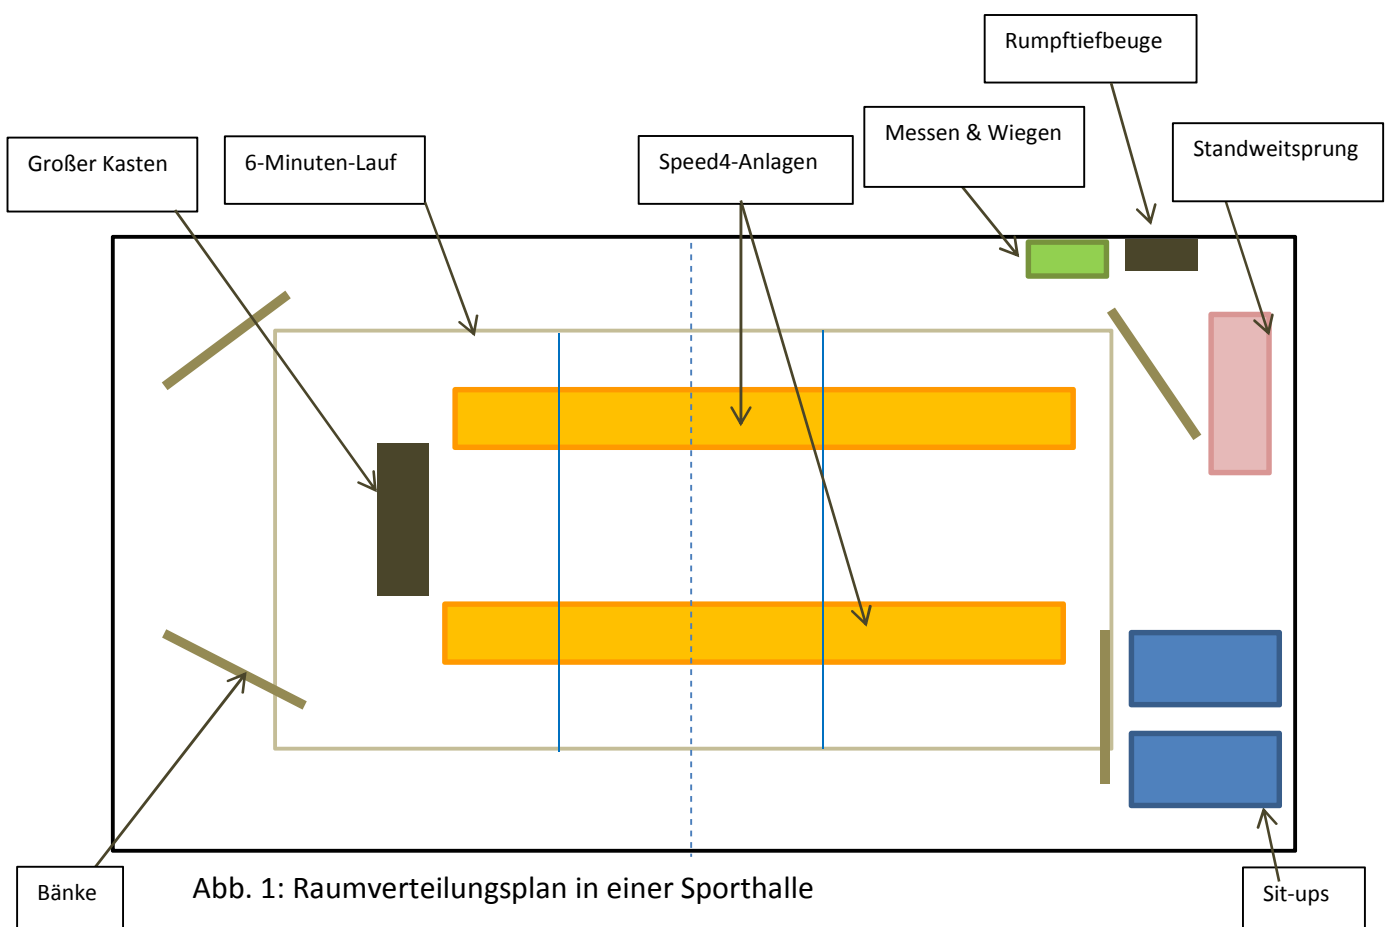 Rumpftiefbeuge
Großer Kasten
6-Minuten-Lauf
Speed4-Anlagen
Messen & Wiegen
Standweitsprung
Bänke
Abb. 1: Raumverteilungsplan in einer Sporthalle
Sit-ups